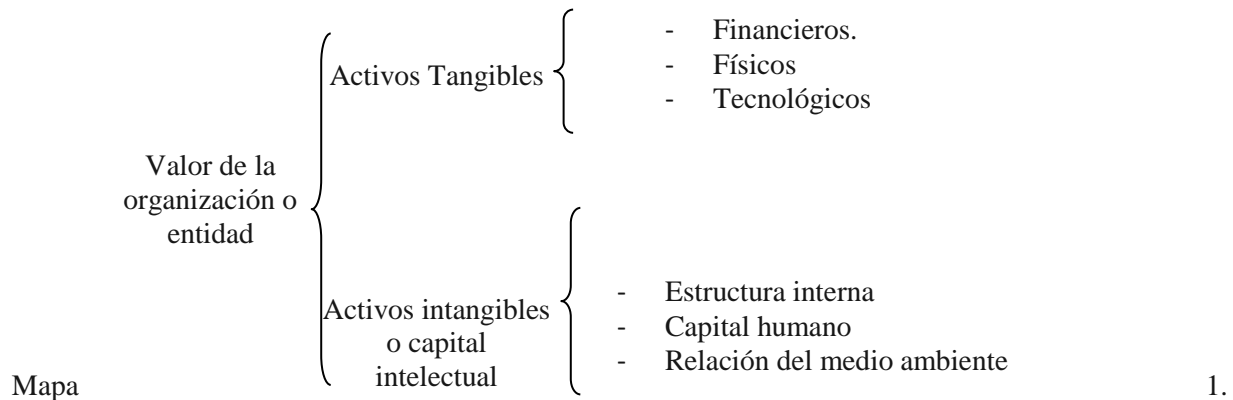 Valor de la
organización o
entidad
Activos Tangibles
- Financieros.
- Físicos
- Tecnológicos
Activos intangibles
o capital
intelectual
- Estructura interna
- Capital humano
- Relación del medio ambiente
Mapa 1.